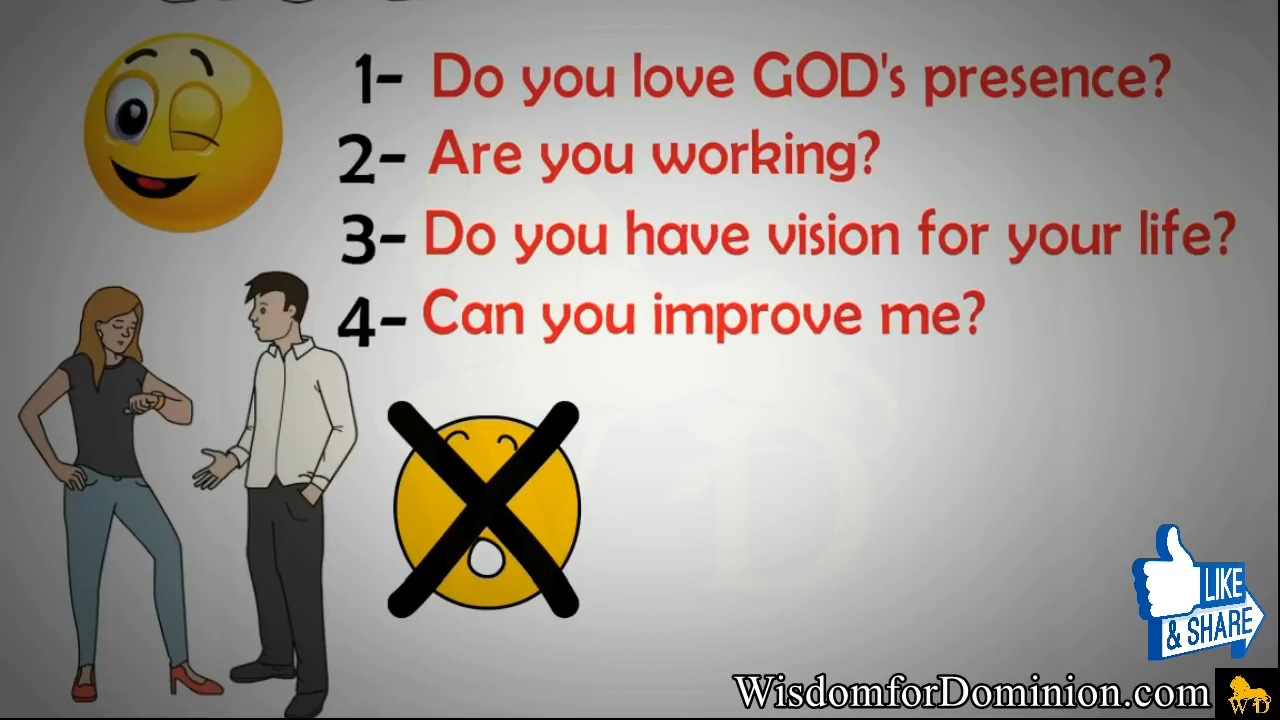 1- Do you love GOD's presence?
2- Are you working?
3- Do you have vision for your life?
4- Can you improve me?
LIKE
& SHARE
WisdomforDominion.com
WD